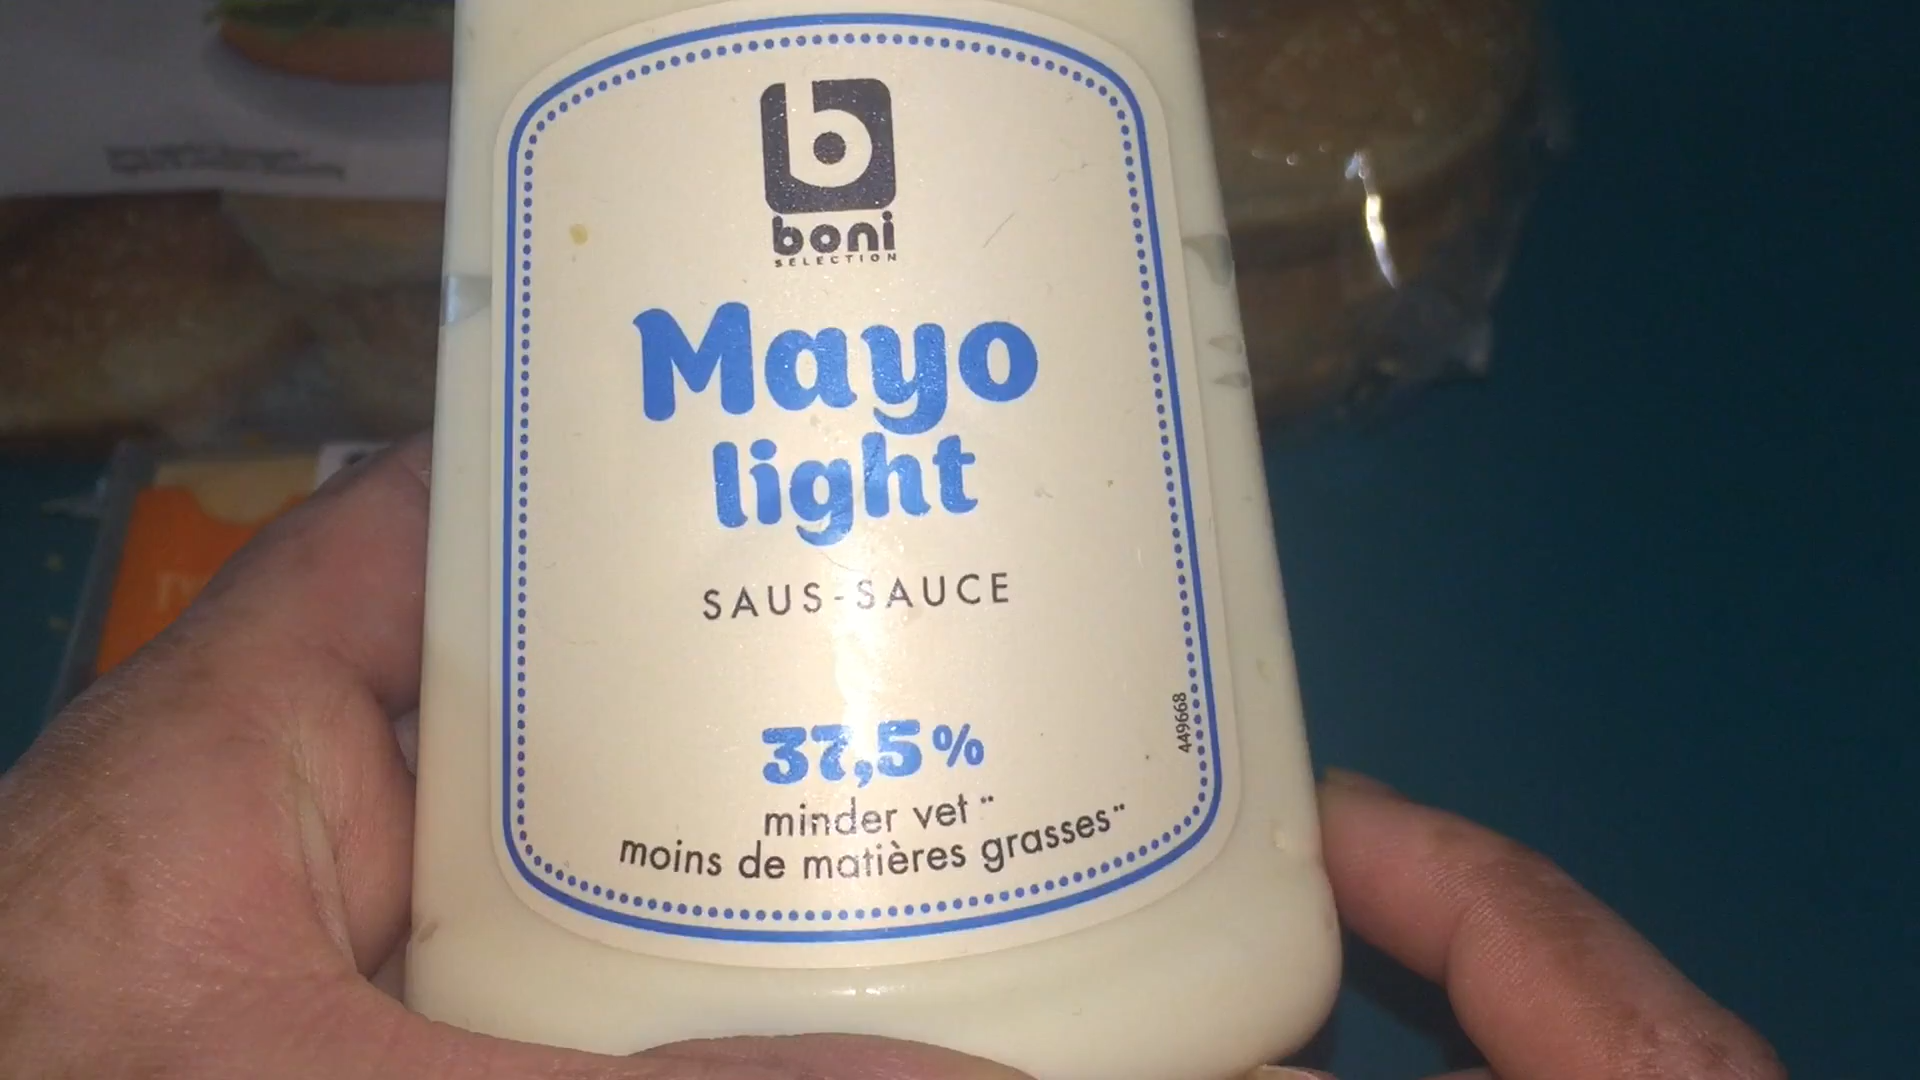 b
boni
SELECTION
Mayo
light
SAUS-SAUCE
37,5%
minder vet¨
moins de matières grasses¨
449668